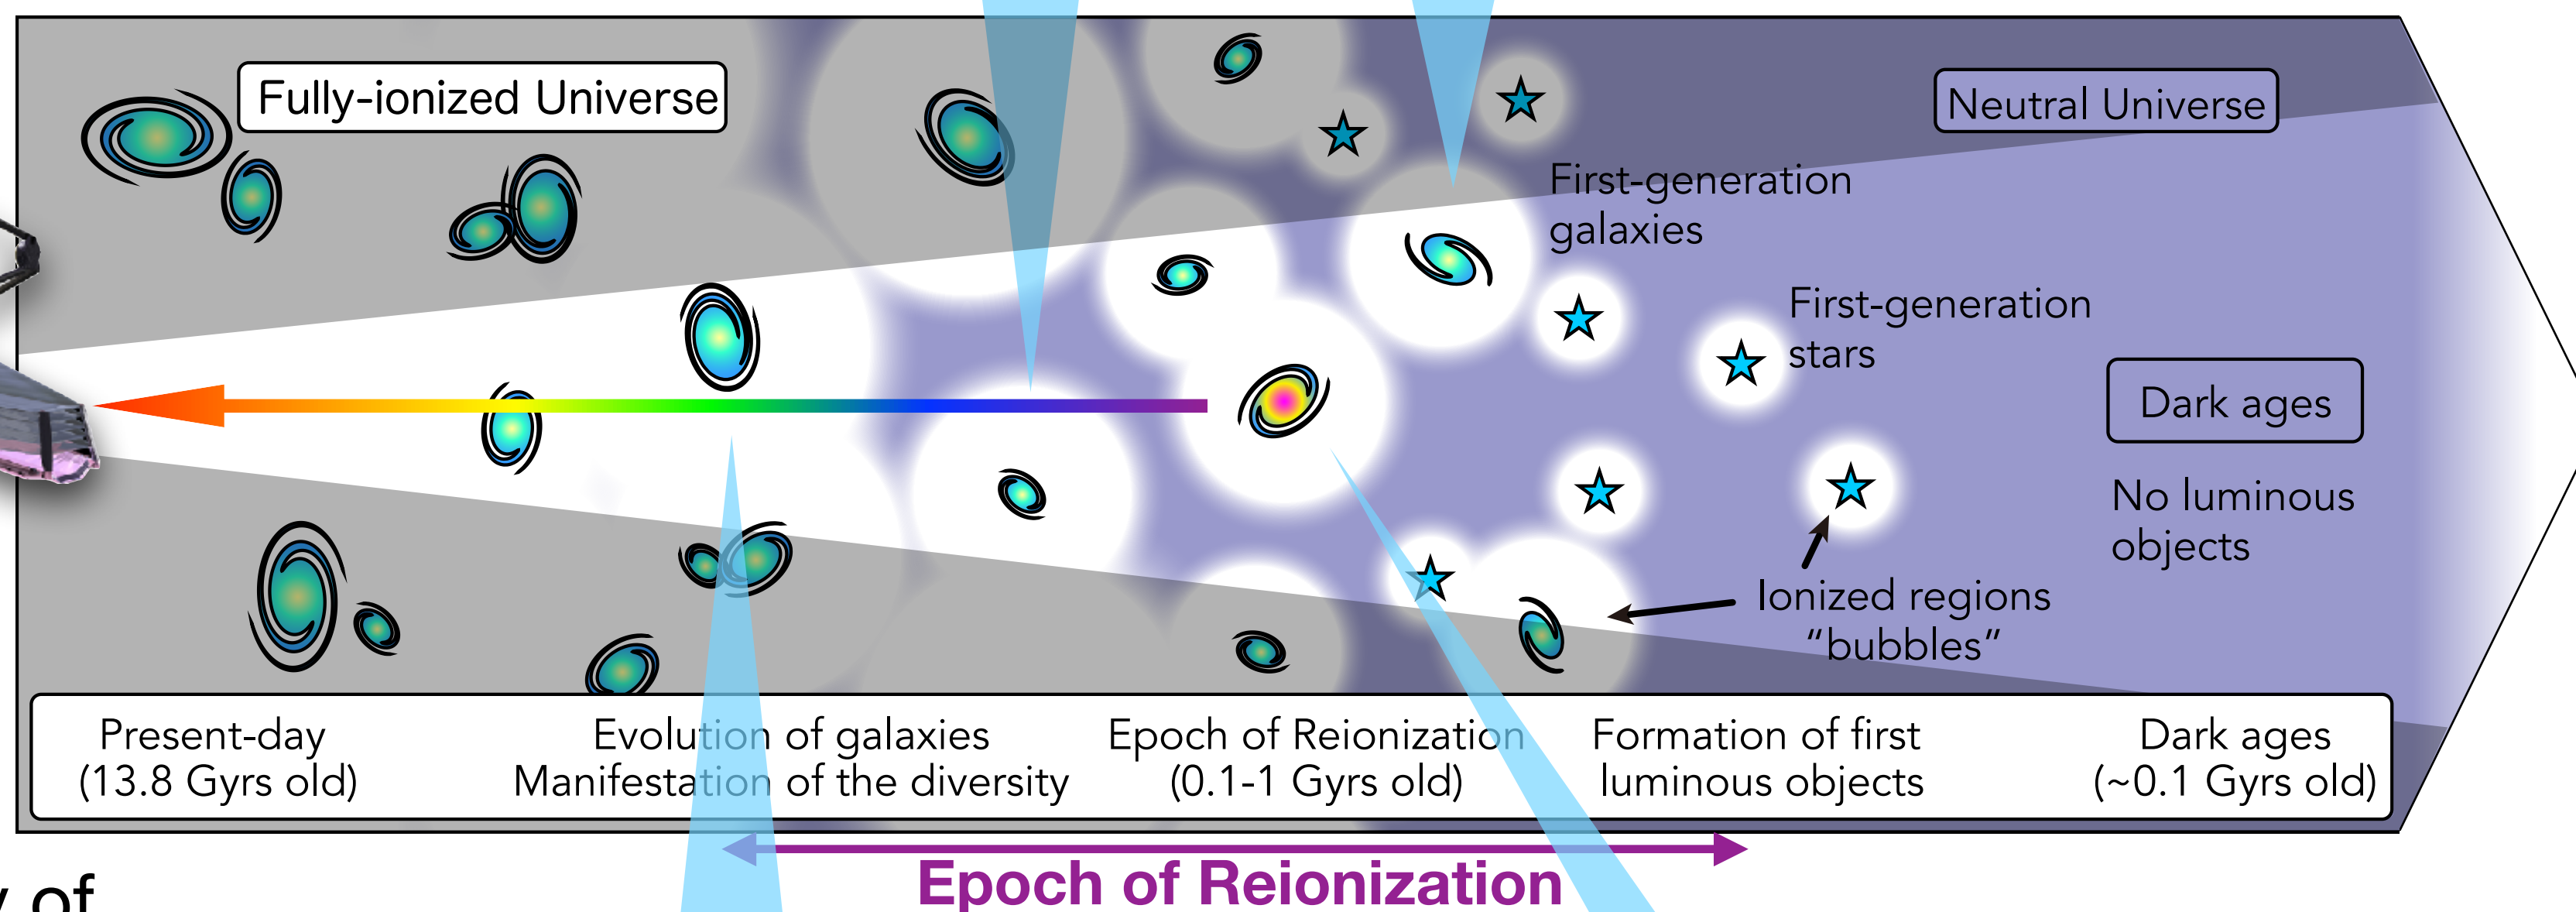 Fully-ionized Universe
Neutral Universe
First-generation
galaxies
First-generation
stars
Dark ages
No luminous
objects
Ionized regions
“bubbles”
Present-day
(13.8 Gyrs old)
Evolution of galaxies
Manifestation of the diversity
Epoch of Reionization
(0.1-1 Gyrs old)
Formation of first
luminous objects
Dark ages
(~0.1 Gyrs old)
Epoch of Reionization
of